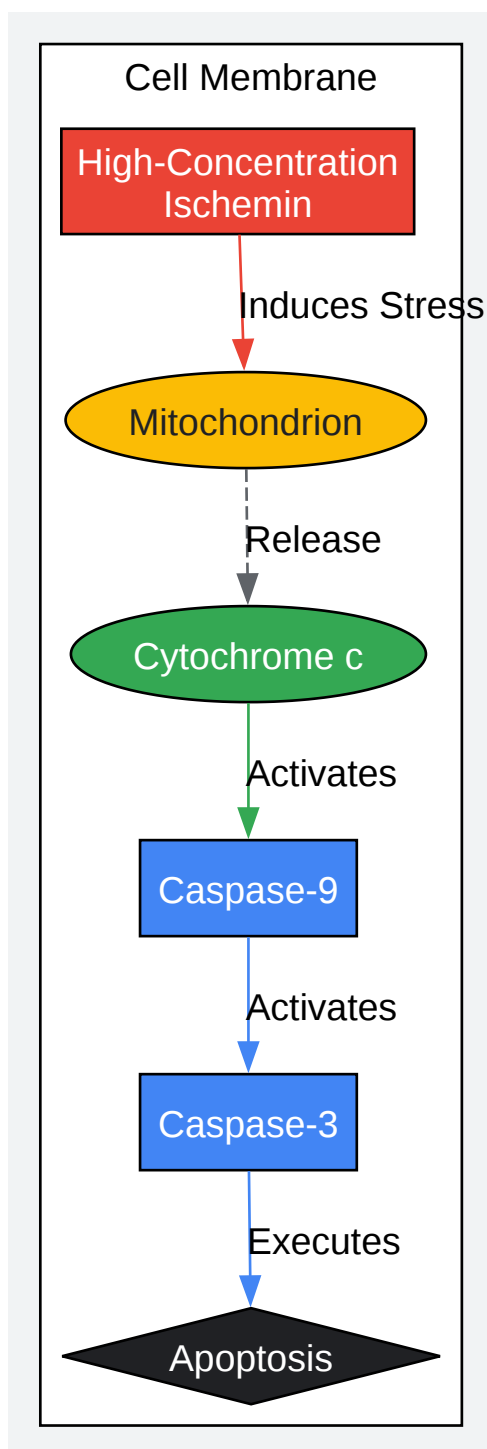 Cell Membrane
High-Concentration
Ischemin
Induces Stress
Mitochondrion
Release
Cytochrome c
Activates
Caspase-9
Activates
Caspase-3
Executes
Apoptosis